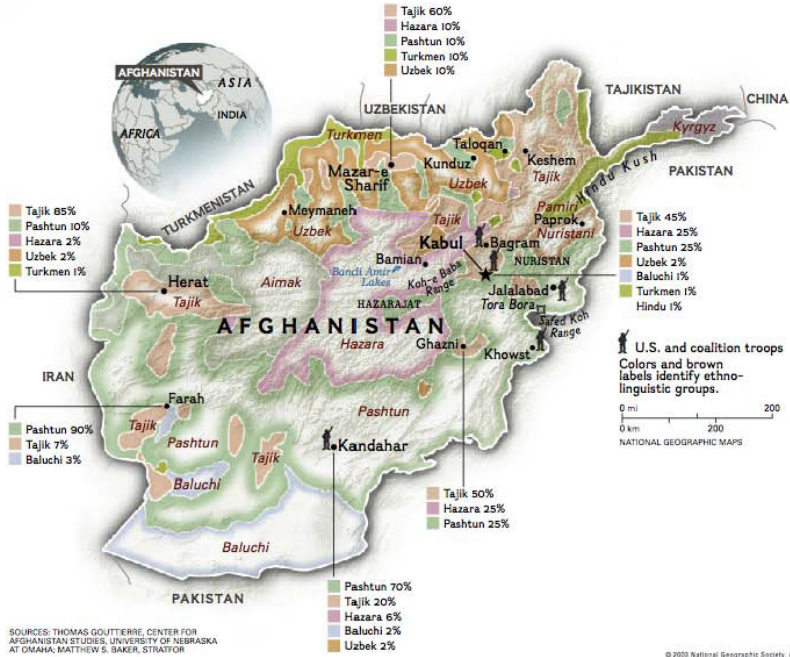 Tajik 60%
Hazara 10%
Pashtun 10%
Turkmen 10%
Uzbek 10%
AFGHANISTAN
ASIA
INDIA
AFRICA
UZBEKISTAN
TAJIKISTAN
CHINA
Kyrgyz
PAKISTAN
Hindu Kush
TURKMENISTAN
Turkmen
Mazar-e
Sharif
Taloqan
Kunduz
Keshem
Uzbek
Tajik
Pamiri
Paprok
Nuristani
Meymaneh
Uzbek
Tajik
Kabul
Bagram
NURISTAN
Bamian
Bandi Amir
Lakes
Koh-e Baba
Range
Jalalabad
Tora Bora
Safed Koh
Range
Tajik 85%
Pashtun 10%
Hazara 2%
Uzbek 2%
Turkmen 1%
Tajik 45%
Hazara 25%
Pashtun 25%
Uzbek 2%
Baluchi 1%
Turkmen 1%
Hindu 1%
Herat
Tajik
Aimak
HAZARAJAT
AFGHANISTAN
Hazara
Ghazni
Khowst
U.S. and coalition troops
Colors and brown
labels identify ethno-
linguistic groups.
0 mi 200
0 km 200
NATIONAL GEOGRAPHIC MAPS
IRAN
Farah
Tajik
Pashtun
Pashtun
Kandahar
Tajik
Baluchi
Baluchi
Pashtun 90%
Tajik 7%
Baluchi 3%
Tajik 50%
Hazara 25%
Pashtun 25%
PAKISTAN
Pashtun 70%
Tajik 20%
Hazara 6%
Baluchi 2%
Uzbek 2%
SOURCES: THOMAS GOUTTIERRE, CENTER FOR
AFGHANISTAN STUDIES, UNIVERSITY OF NEBRASKA
AT OMAHA; MATTHEW S. BAKER, STRATFOR
© 2003 National Geographic Society